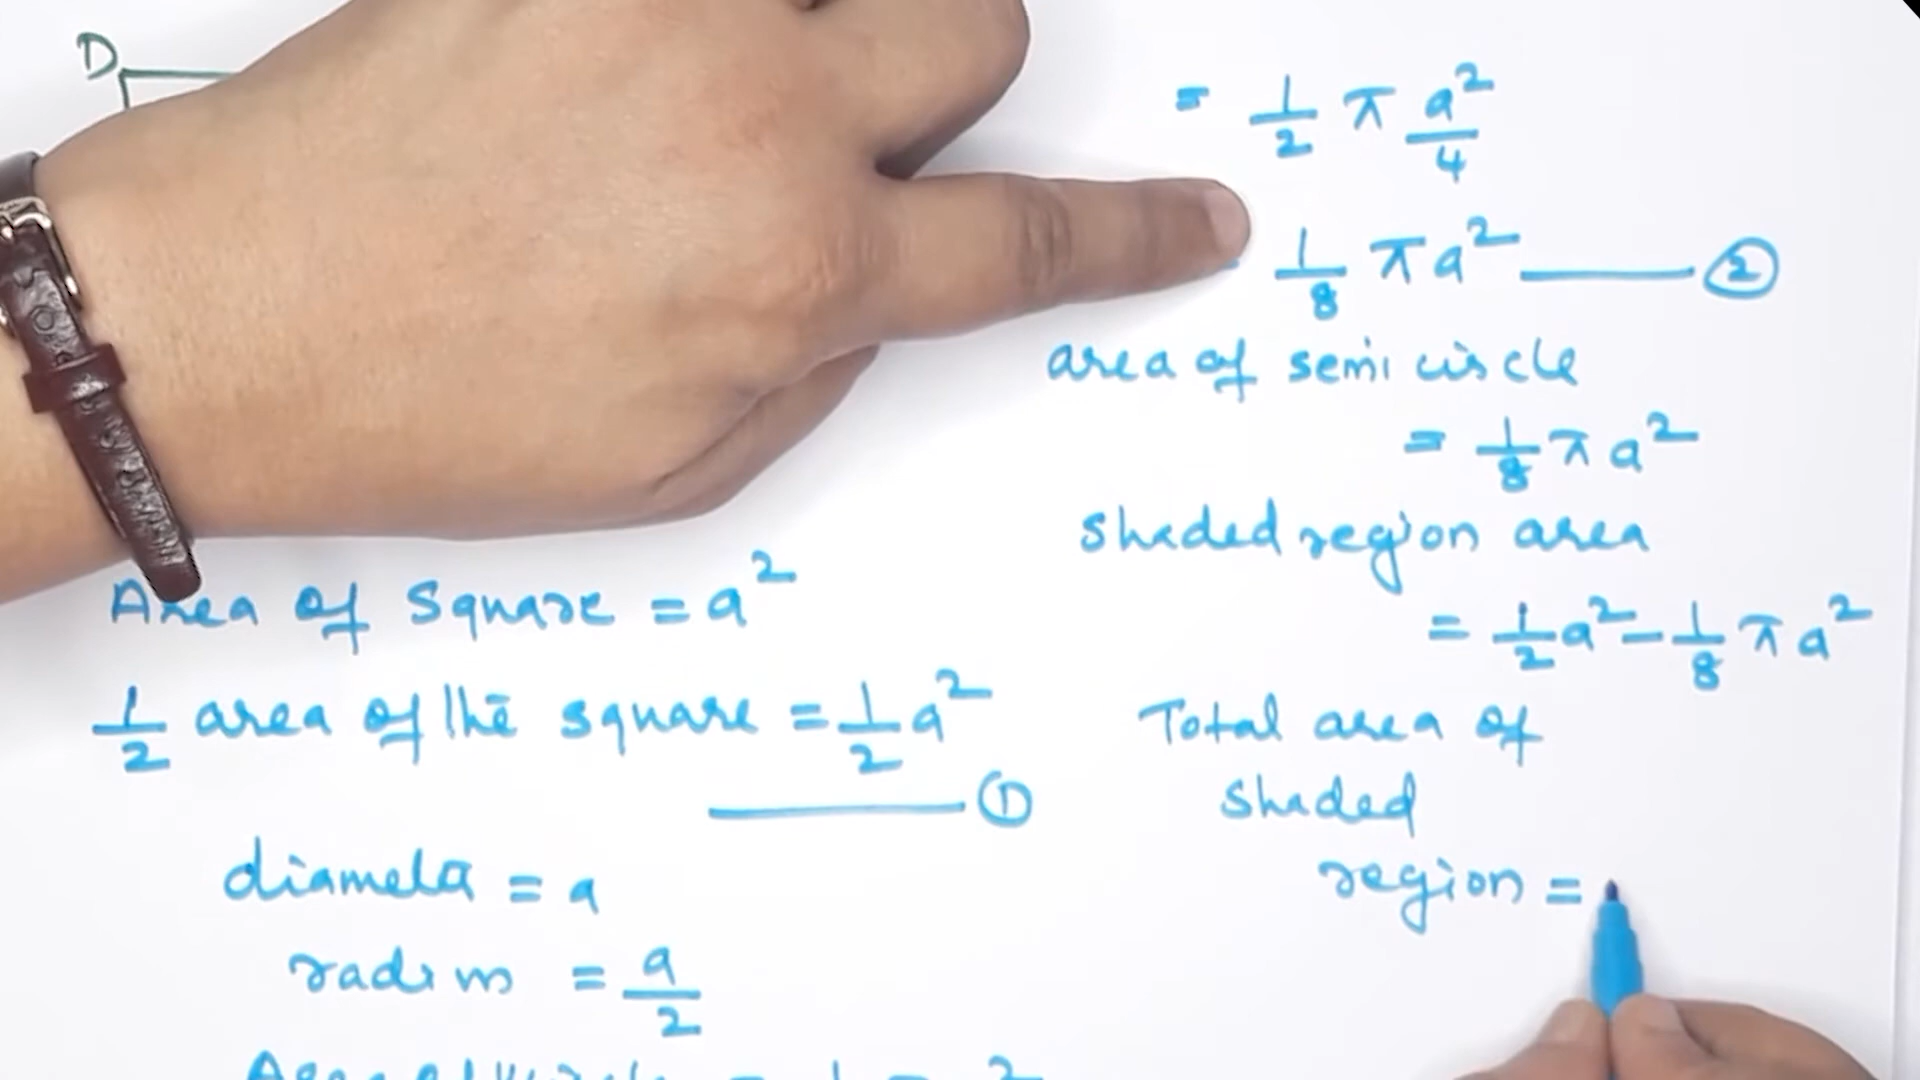 D
Area of Square = a²
1/2 area of the square = 1/2 a²
——— ①
diameter = a
radius = a/2
= 1/2 π a²/4
1/8 πa² ——— ②
area of semi circle
= 1/8 π a²
shaded region area
= 1/2 a² – 1/8 π a²
Total area of
shaded
region =